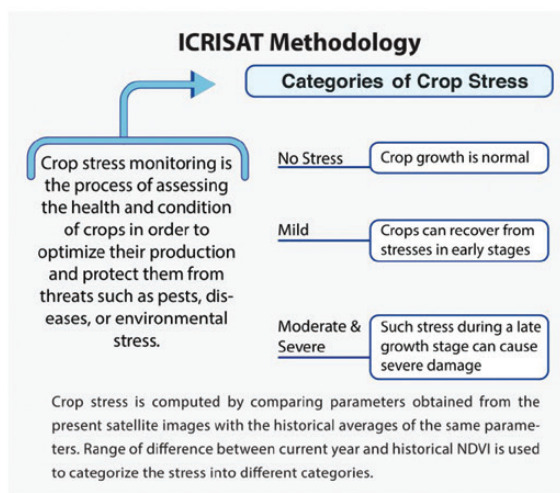 ICRISAT Methodology
Categories of Crop Stress
Crop stress monitoring is
the process of assessing
the health and condition
of crops in order to
optimize their production
and protect them from
threats such as pests, dis-
eases, or environmental
stress.
No Stress
Crop growth is normal
Mild
Crops can recover from
stresses in early stages
Moderate &
Severe
Such stress during a late
growth stage can cause
severe damage
Crop stress is computed by comparing parameters obtained from the
present satellite images with the historical averages of the same parame-
ters. Range of difference between current year and historical NDVI is used
to categorize the stress into different categories.